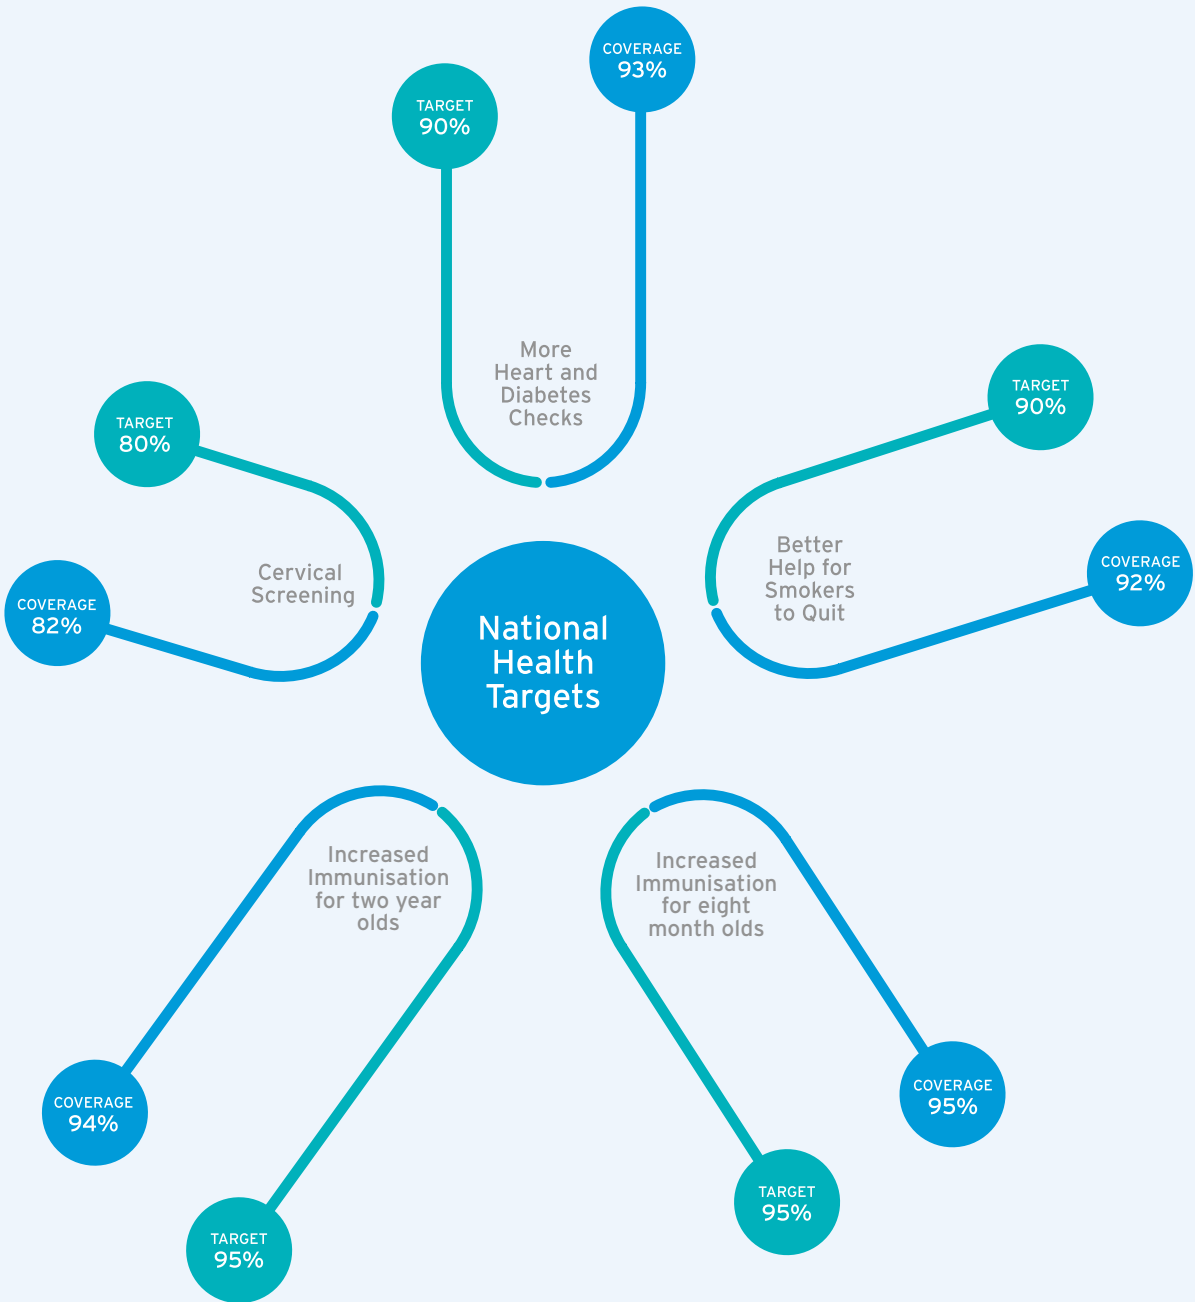 COVERAGE
93%
TARGET
90%
More
Heart and
Diabetes
Checks
TARGET
90%
TARGET
80%
Better
Help for
Smokers
to Quit
COVERAGE
92%
Cervical
Screening
COVERAGE
82%
National
Health
Targets
Increased
Immunisation
for two year
olds
Increased
Immunisation
for eight
month olds
COVERAGE
94%
COVERAGE
95%
TARGET
95%
TARGET
95%